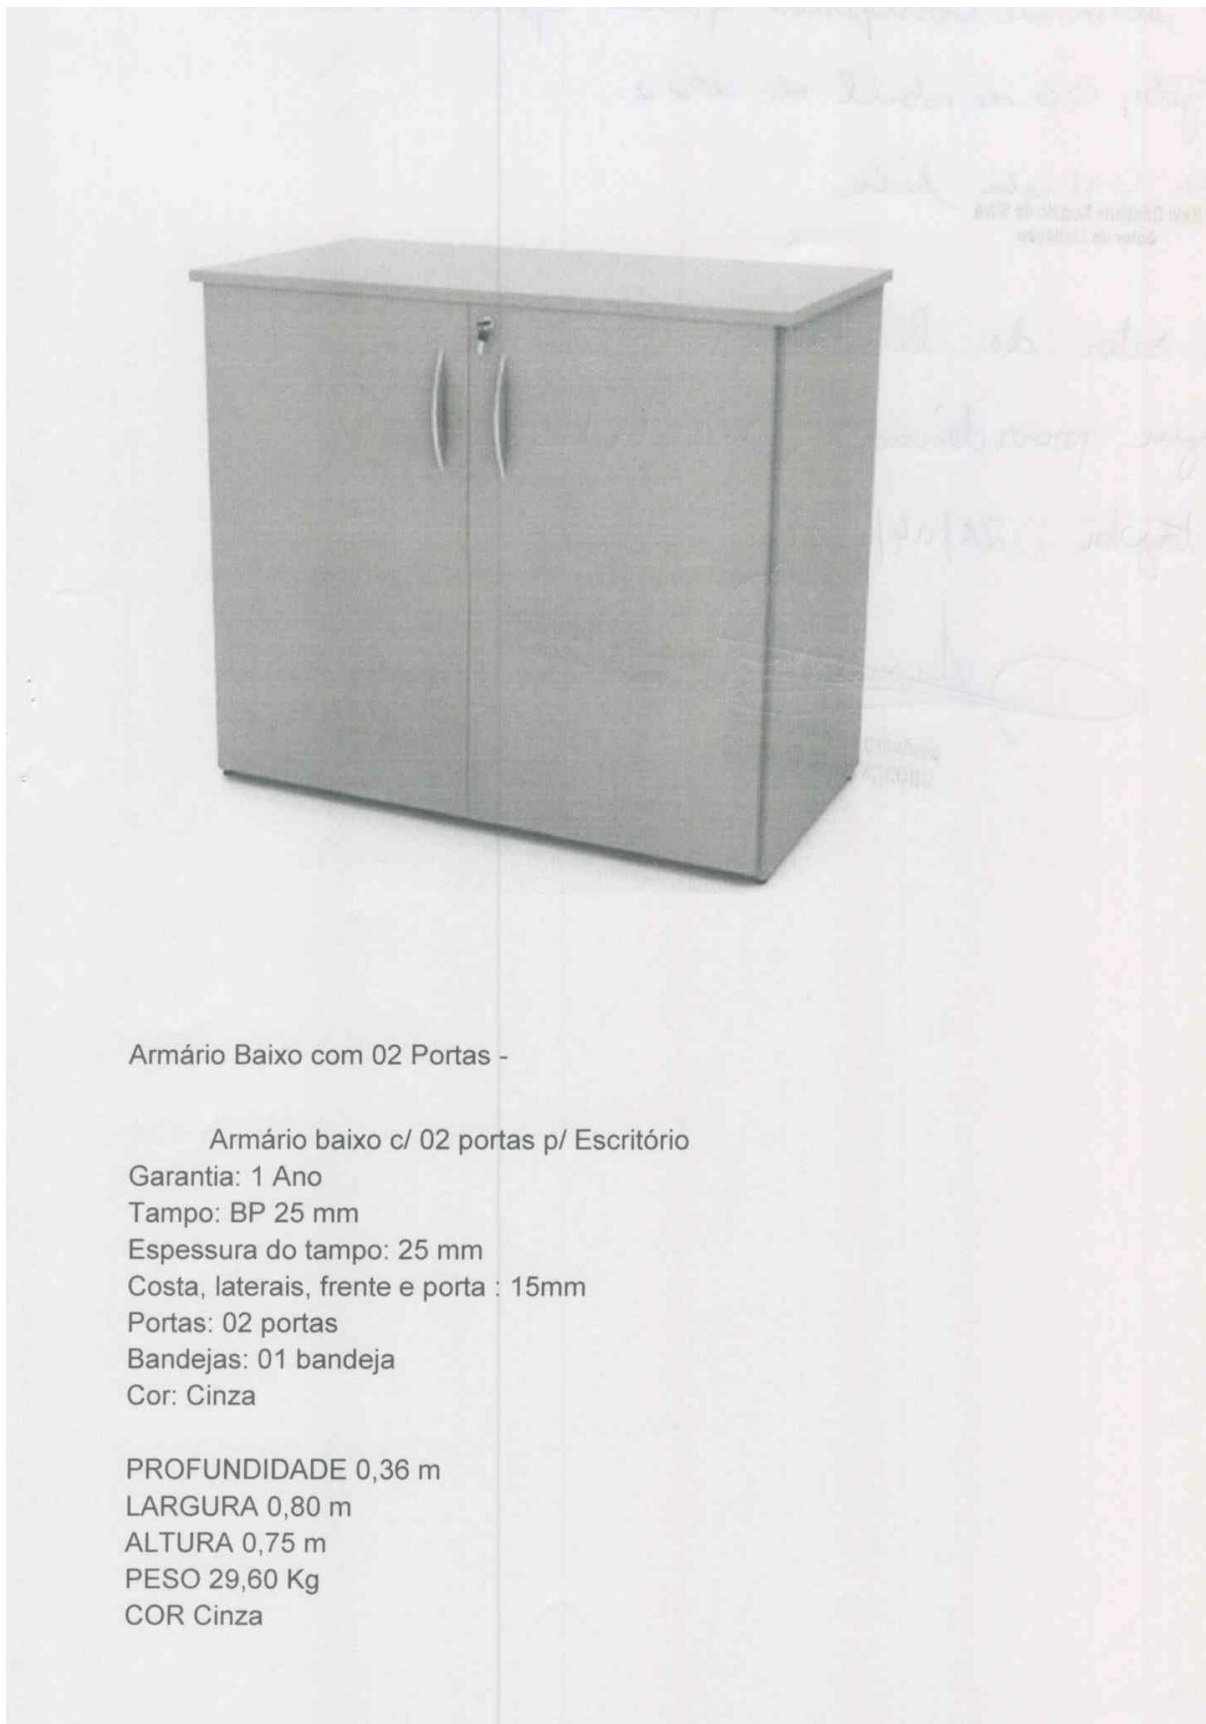 Armário Baixo com 02 Portas -
Armário baixo c/ 02 portas p/ Escritório
Garantia: 1 Ano
Tampo: BP 25 mm
Espessura do tampo: 25 mm
Costa, laterais, frente e porta : 15mm
Portas: 02 portas
Bandejas: 01 bandeja
Cor: Cinza
PROFUNDIDADE 0,36 m
LARGURA 0,80 m
ALTURA 0,75 m
PESO 29,60 Kg
COR Cinza